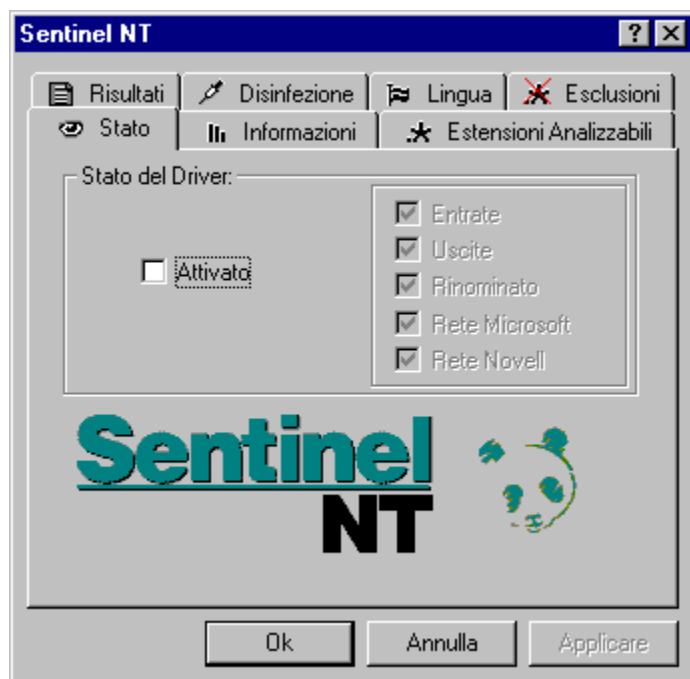 Sentinel NT
Risultati
Disinfezione
Lingua
Esclusioni
Stato
Informazioni
Estensioni Analizzabili
Stato del Driver:
Attivato
Entrate
Uscite
Rinominato
Rete Microsoft
Rete Novell
Sentinel
NT
Ok
Annulla
Applicare